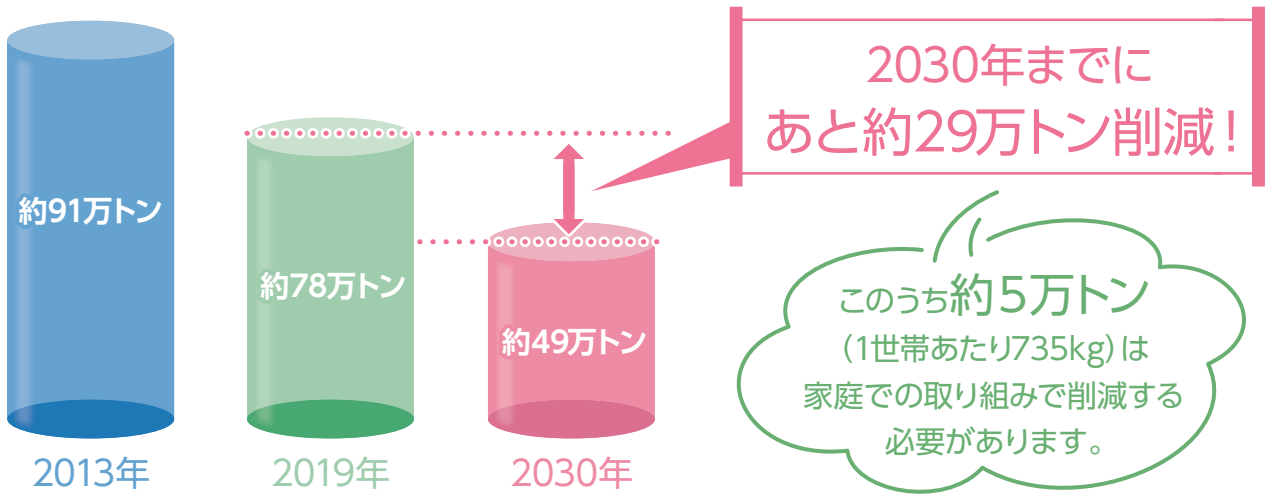 約91万トン
2013年
約78万トン
2019年
約49万トン
2030年
2030年までに
あと約29万トン削減！
このうち約5万トン
（1世帯あたり735kg）は
家庭での取り組みで削減する
必要があります。